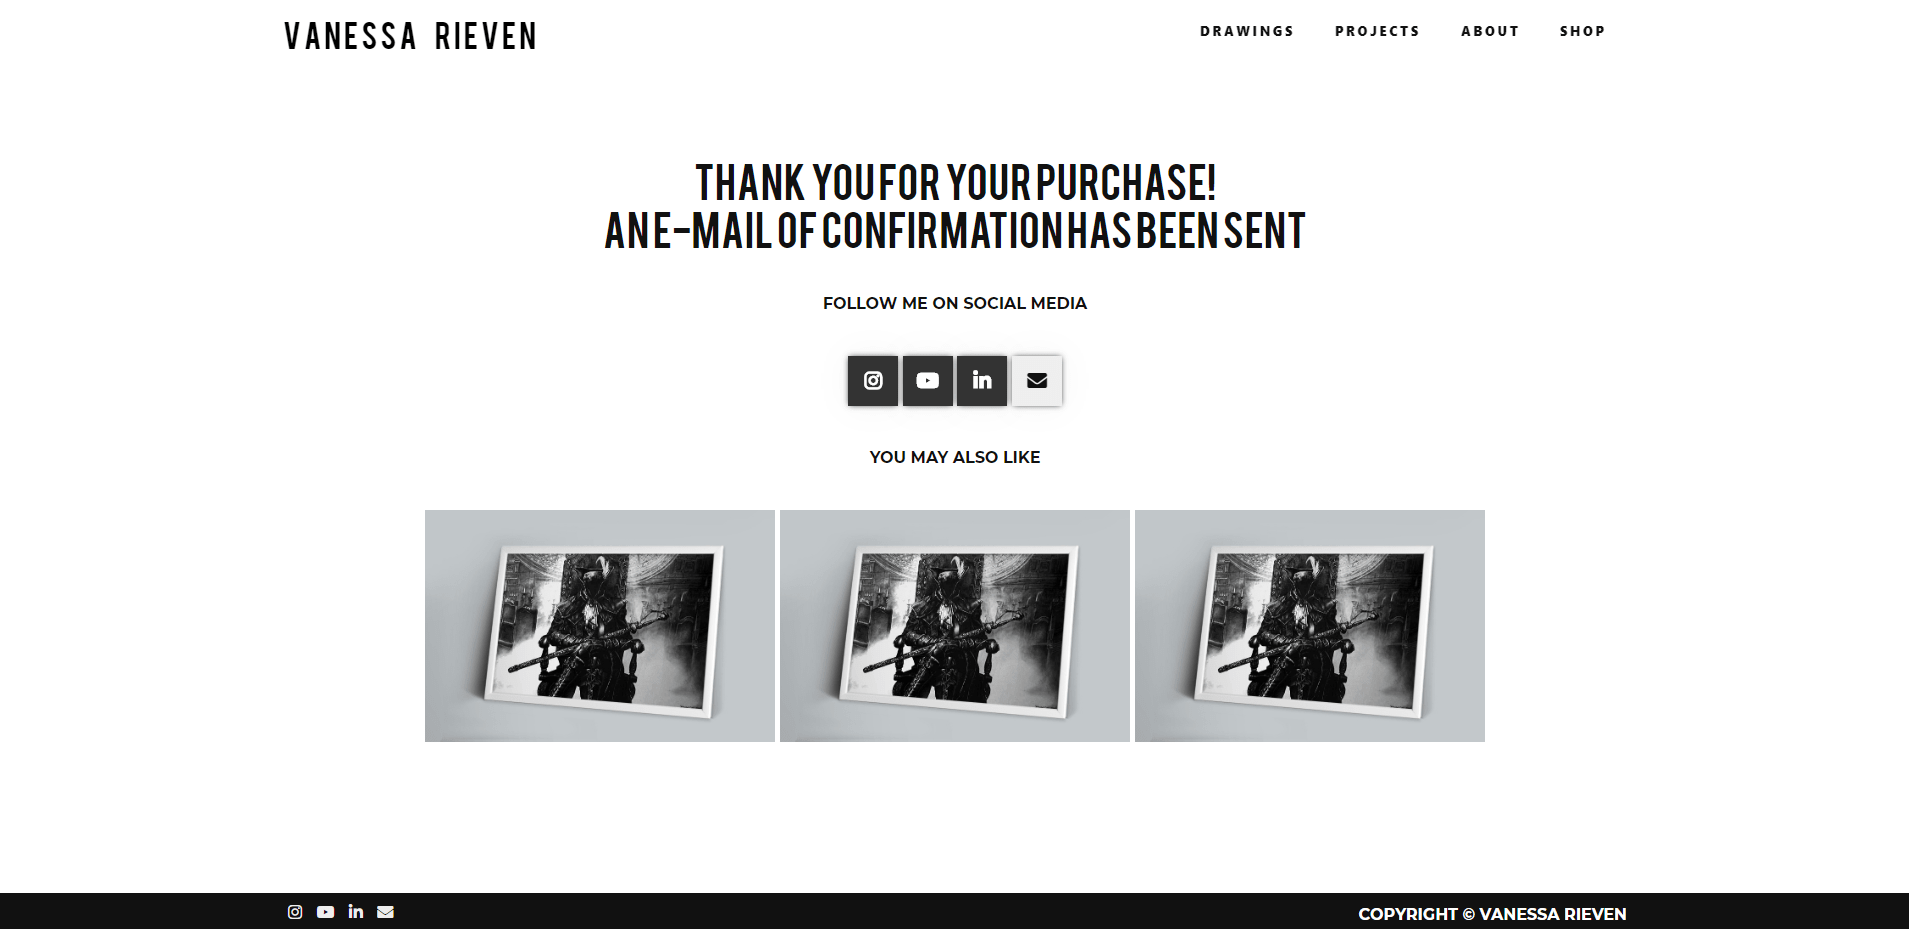 VANESSA RIEVEN
DRAWINGS PROJECTS ABOUT SHOP
THANK YOU FOR YOUR PURCHASE!
AN E-MAIL OF CONFIRMATION HAS BEEN SENT
FOLLOW ME ON SOCIAL MEDIA
YOU MAY ALSO LIKE
COPYRIGHT © VANESSA RIEVEN